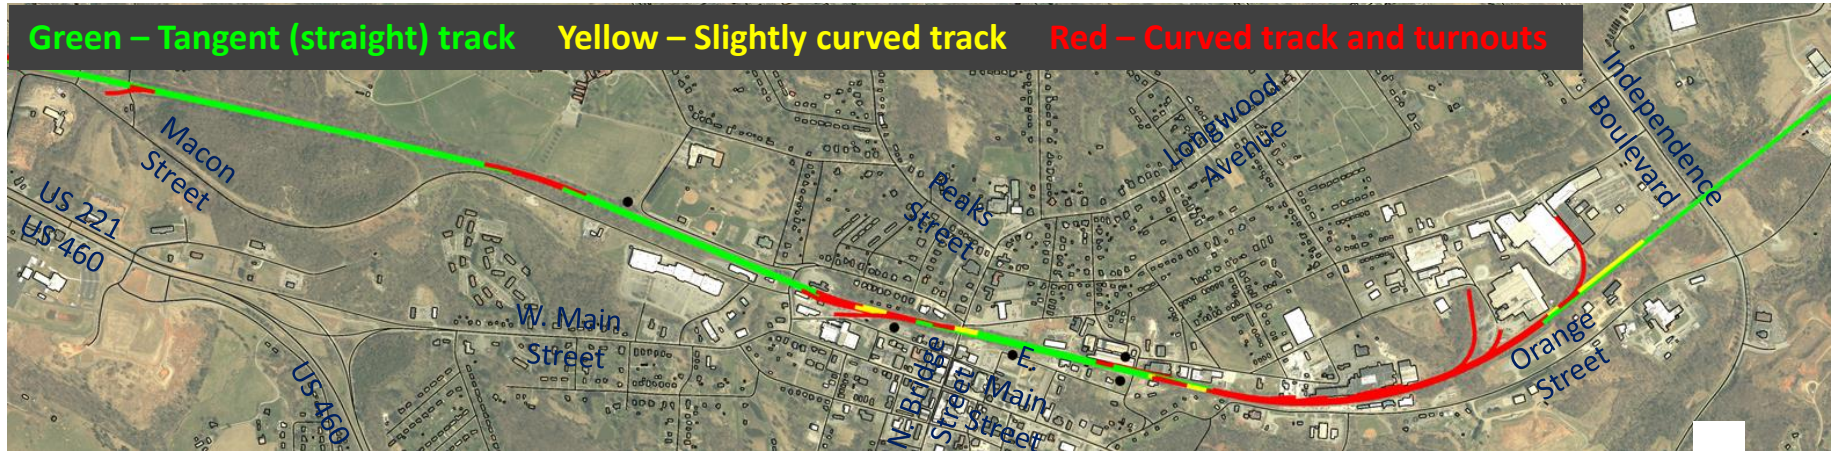 Green – Tangent (straight) track Yellow – Slightly curved track Red – Curved track and turnouts
Independence
Boulevard
Longwood
Avenue
Macon
Street
Peaks
Street
US 221
US 460
W. Main
Street
US 460
N. Bridge
Street
E.
Main
Street
Orange
Street